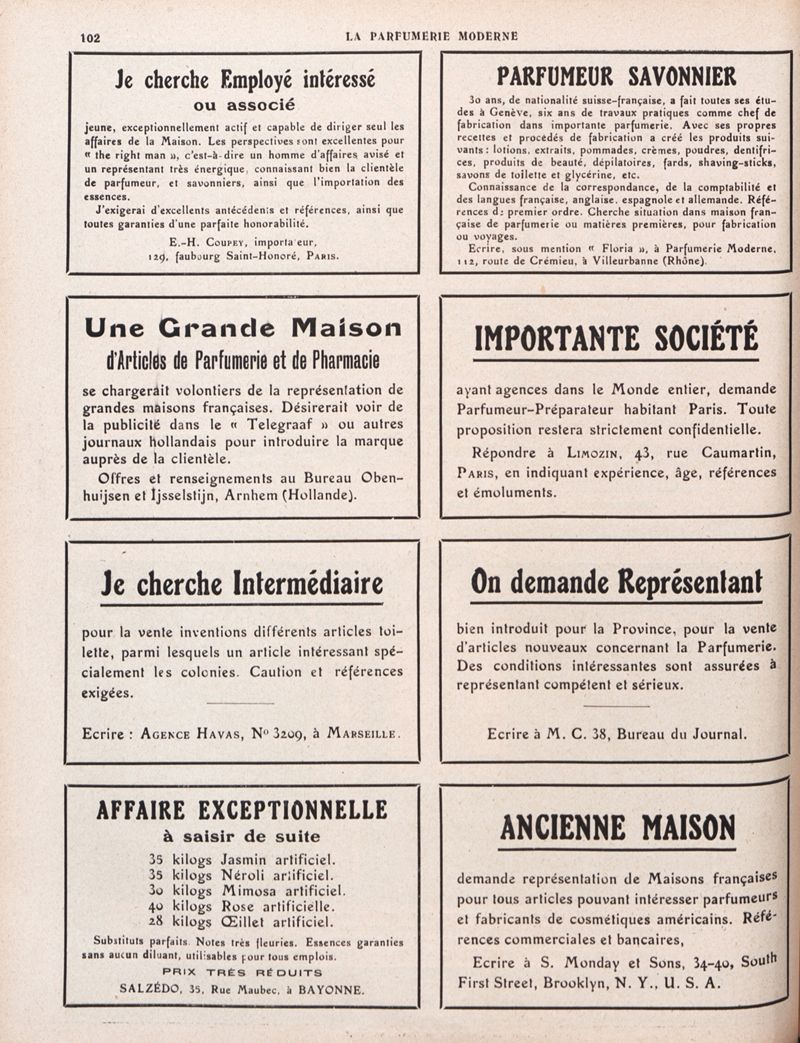 102
LA PARFUMERIE MODERNE
Je cherche Employé intéressé
ou associé
jeune, exceptionnellement actif et capable de diriger seul les
affaires de la Maison. Les perspectives sont excellentes pour
« the right man », c'est-à-dire un homme d'affaires avisé et
un représentant très énergique, connaissant bien la clientèle
de parfumeur, et savonniers, ainsi que l'importation des
essences.
J'exigerai d'excellents antécédents et références, ainsi que
toutes garanties d'une parfaite honorabilité.
E.-H. COUPEY, importateur,
129, faubourg Saint-Honoré, PARIS.
PARFUMEUR SAVONNIER
30 ans, de nationalité suisse-française, a fait toutes ses étu-
des à Genève, six ans de travaux pratiques comme chef de
fabrication dans importante parfumerie. Avec ses propres
recettes et procédés de fabrication a créé les produits sui-
vants : lotions, extraits, pommades, crèmes, poudres, dentifri-
ces, produits de beauté, dépilatoires, fards, shaving-sticks,
savons de toilette et glycérine, etc.
Connaissance de la correspondance, de la comptabilité et
des langues française, anglaise. espagnole et allemande. Réfé-
rences de premier ordre. Cherche situation dans maison fran-
çaise de parfumerie ou matières premières, pour fabrication
ou voyages.
Ecrire, sous mention « Floria », à Parfumerie Moderne,
112, route de Crémieu, à Villeurbanne (Rhône).
Une Grande Maison
d'Articles de Parfumerie et de Pharmacie
se chargerait volontiers de la représentation de
grandes maisons françaises. Désirerait voir de
la publicité dans le « Telegraaf » ou autres
journaux hollandais pour introduire la marque
auprès de la clientèle.
Offres et renseignements au Bureau Oben-
huijsen et Ijsselstijn, Arnhem (Hollande).
IMPORTANTE SOCIÉTÉ
ayant agences dans le Monde entier, demande
Parfumeur-Préparateur habitant Paris. Toute
proposition restera strictement confidentielle.
Répondre à LIMOZIN, 43, rue Caumartin,
PARIS, en indiquant expérience, âge, références
et émoluments.
Je cherche Intermédiaire
pour la vente inventions différents articles toi-
lette, parmi lesquels un article intéressant spé-
cialement les colonies. Caution et références
exigées.
Ecrire : AGENCE HAVAS, N° 3209, à MARSEILLE.
On demande Représentant
bien introduit pour la Province, pour la vente
d'articles nouveaux concernant la Parfumerie.
Des conditions intéressantes sont assurées à
représentant compétent et sérieux.
Ecrire à M. C. 38, Bureau du Journal.
AFFAIRE EXCEPTIONNELLE
à saisir de suite
35 kilogs Jasmin artificiel.
35 kilogs Néroli artificiel.
30 kilogs Mimosa artificiel.
40 kilogs Rose artificielle.
28 kilogs Œillet artificiel.
Substituts parfaits. Notes très fleuries. Essences garanties
sans aucun diluant, utilisables pour tous emplois.
PRIX TRÈS RÉDUITS
SALZÉDO, 35, Rue Maubec, à BAYONNE.
ANCIENNE MAISON
demande représentation de Maisons françaises
pour tous articles pouvant intéresser parfumeurs
et fabricants de cosmétiques américains. Réfé-
rences commerciales et bancaires,
Ecrire à S. Monday et Sons, 34-40, South
First Street, Brooklyn, N. Y., U. S. A.